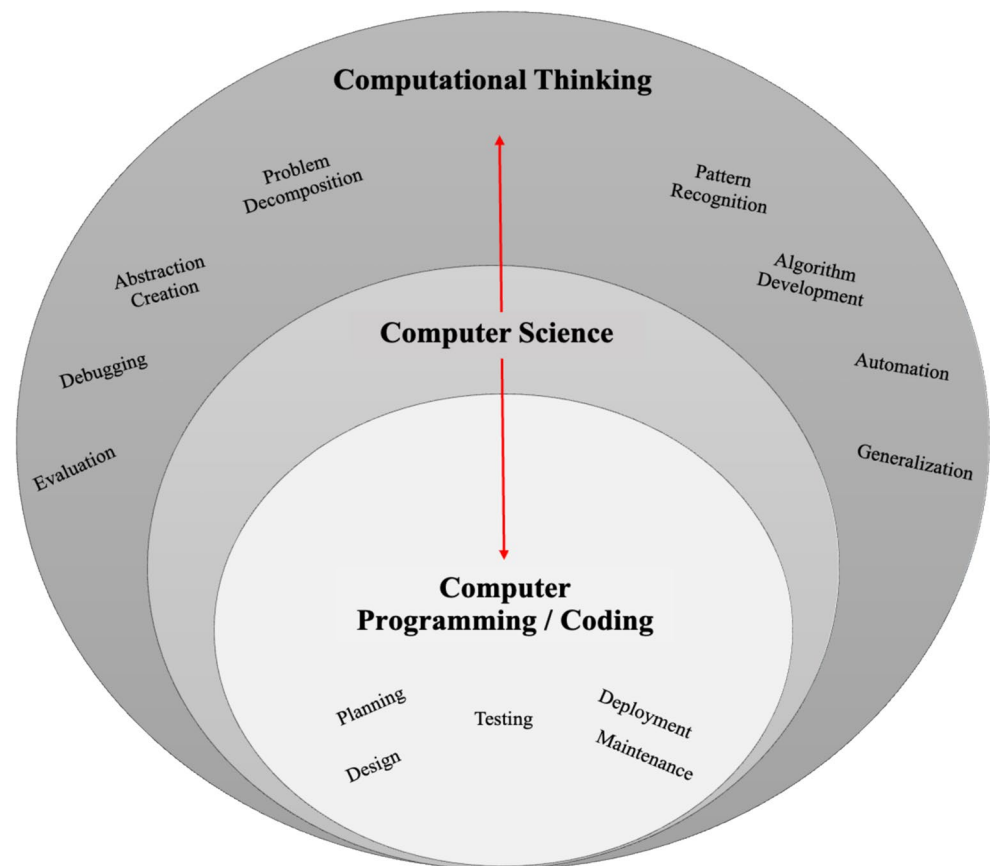 Computational Thinking
Problem
Decomposition
Pattern
Recognition
Abstraction
Creation
Algorithm
Development
Debugging
Automation
Evaluation
Generalization
Computer Science
Computer
Programming / Coding
Planning
Design
Testing
Deployment
Maintenance